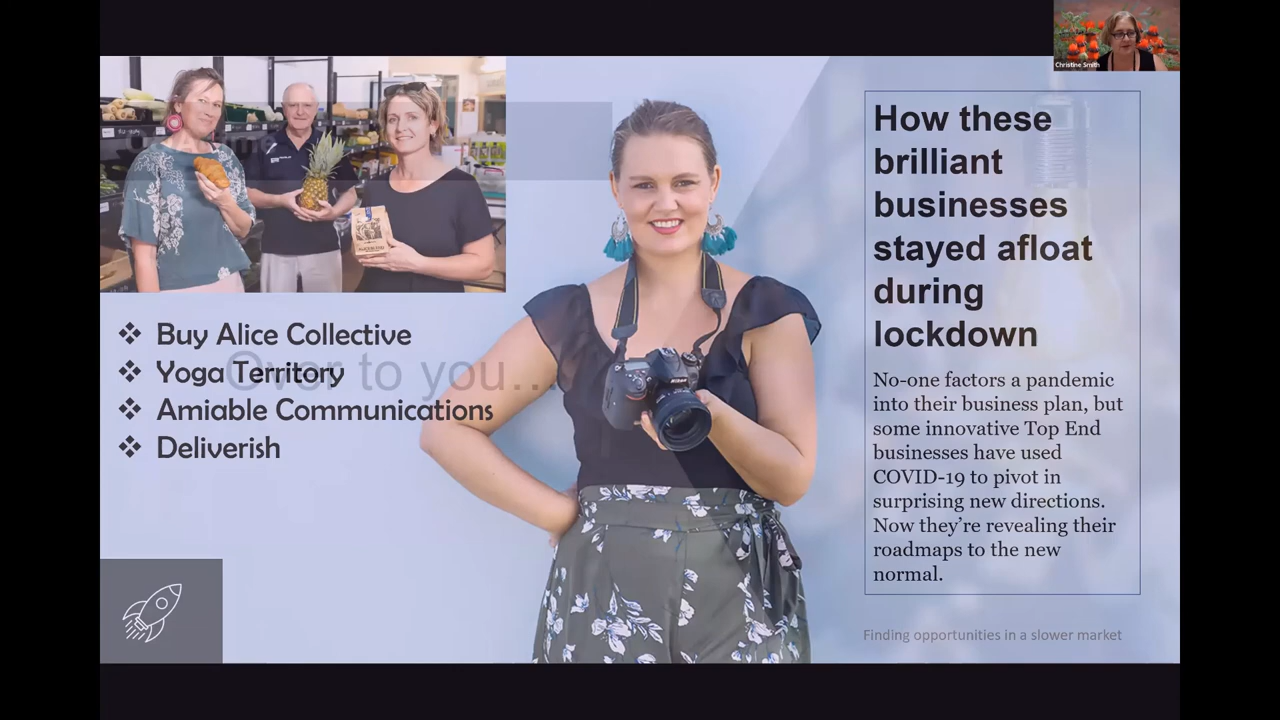 Christine Smith
How these
brilliant
businesses
stayed afloat
during
lockdown
No-one factors a pandemic
into their business plan, but
some innovative Top End
businesses have used
COVID-19 to pivot in
surprising new directions.
Now they're revealing their
roadmaps to the new
normal.
❖ Buy Alice Collective
❖ Yoga Territory
❖ Amiable Communications
❖ Deliverish
Over to you...
Nikon
Finding opportunities in a slower market